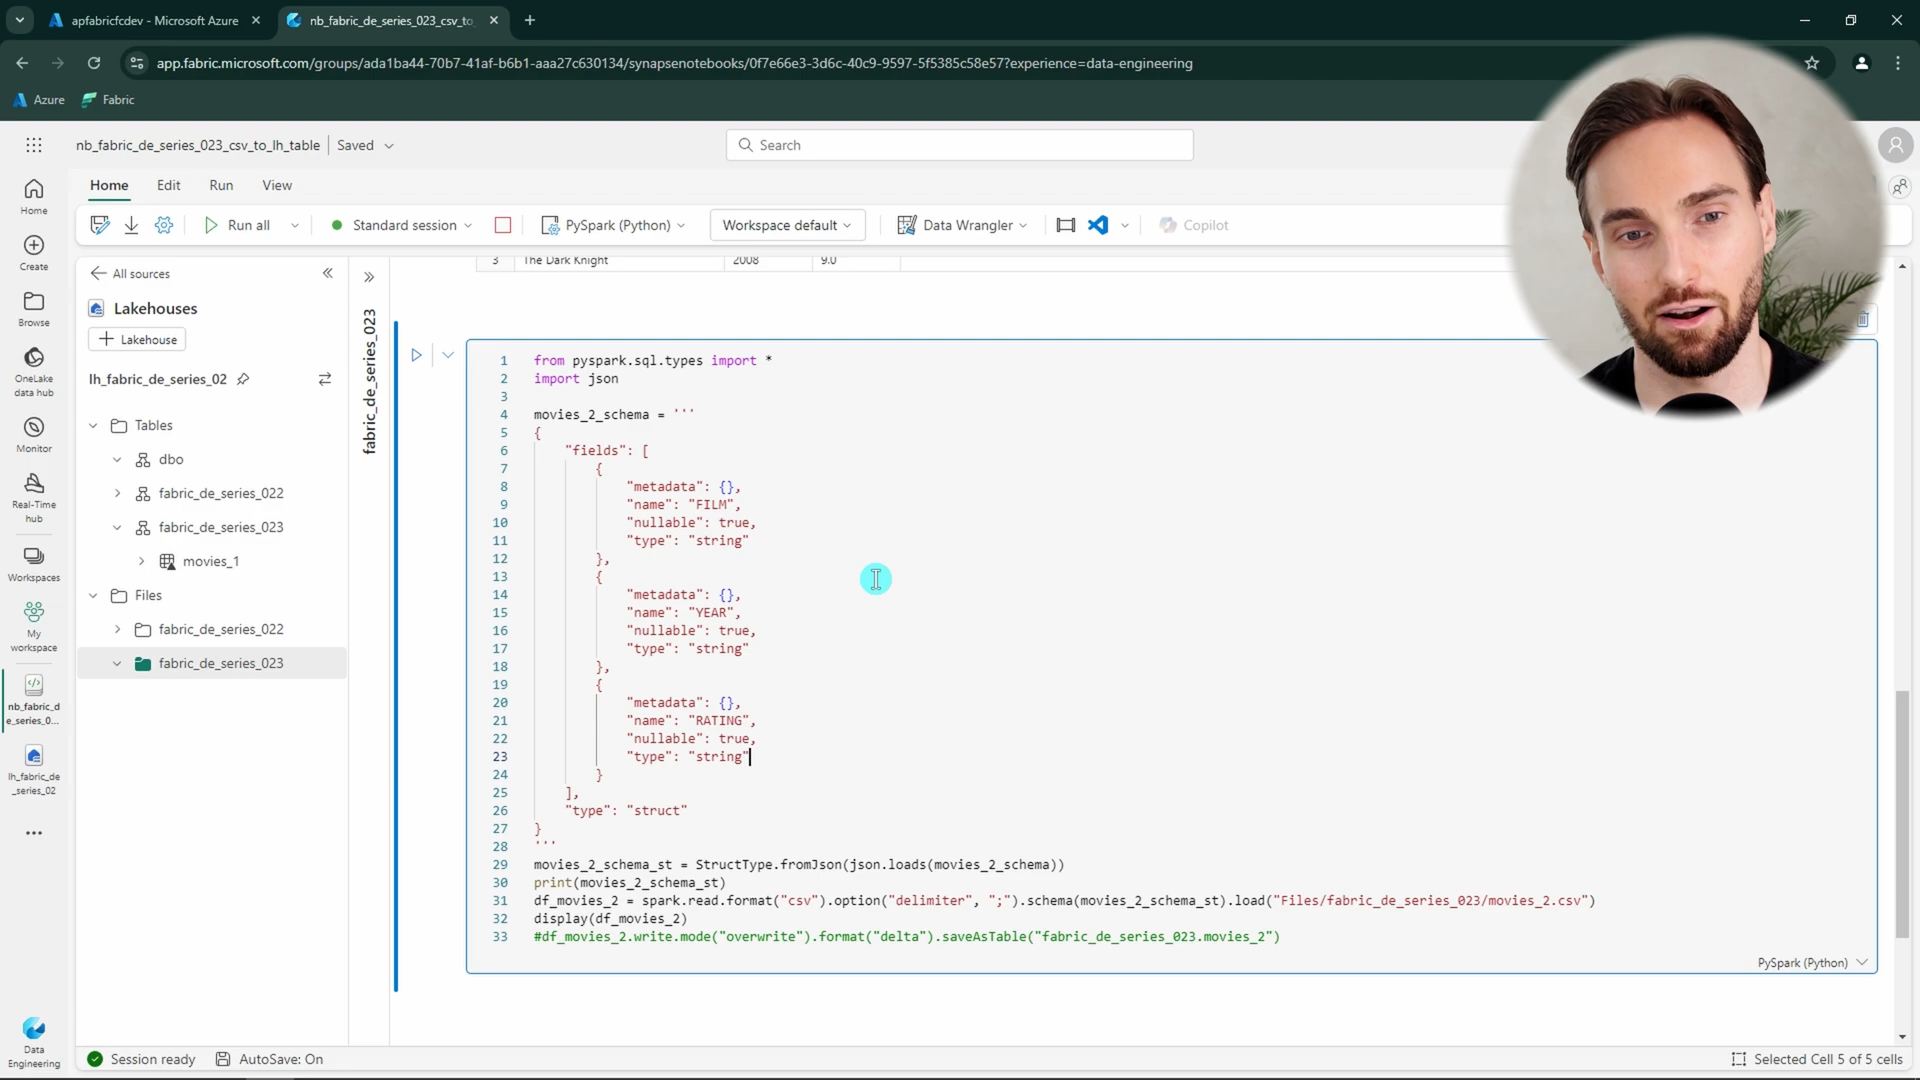 apfabricfcdev - Microsoft Azure
nb_fabric_de_series_023_csv_to
app.fabric.microsoft.com/groups/ada1ba44-70b7-41af-b6b1-aaa27c630134/synapsenotebooks/0f7e66e3-3d6c-40c9-9597-5f5385c58e57?experience=data-engineering
Azure
Fabric
nb_fabric_de_series_023_csv_to_lh_table
Saved
Search
Home
Edit
Run
View
Run all
Standard session
PySpark (Python)
Workspace default
Data Wrangler
Copilot
Home
Create
Browse
OneLake
data hub
Monitor
Real-Time
hub
Workspaces
My
workspace
nb_fabric_d
e_series_0...
lh_fabric_de
_series_02
Data
Engineering
All sources
Lakehouses
Lakehouse
lh_fabric_de_series_02
Tables
dbo
fabric_de_series_022
fabric_de_series_023
movies_1
Files
fabric_de_series_022
fabric_de_series_023
fabric_de_series_023
3 The Dark Knight 2008 9.0
1 from pyspark.sql.types import *
2 import json
3
4 movies_2_schema = '''
5 {
6 "fields": [
7 {
8 "metadata": {},
9 "name": "FILM",
10 "nullable": true,
11 "type": "string"
12 },
13 {
14 "metadata": {},
15 "name": "YEAR",
16 "nullable": true,
17 "type": "string"
18 },
19 {
20 "metadata": {},
21 "name": "RATING",
22 "nullable": true,
23 "type": "string"
24 }
25 ],
26 "type": "struct"
27 }
28 '''
29 movies_2_schema_st = StructType.fromJson(json.loads(movies_2_schema))
30 print(movies_2_schema_st)
31 df_movies_2 = spark.read.format("csv").option("delimiter", ";").schema(movies_2_schema_st).load("Files/fabric_de_series_023/movies_2.csv")
32 display(df_movies_2)
33 #df_movies_2.write.mode("overwrite").format("delta").saveAsTable("fabric_de_series_023.movies_2")
PySpark (Python)
Session ready
AutoSave: On
Selected Cell 5 of 5 cells